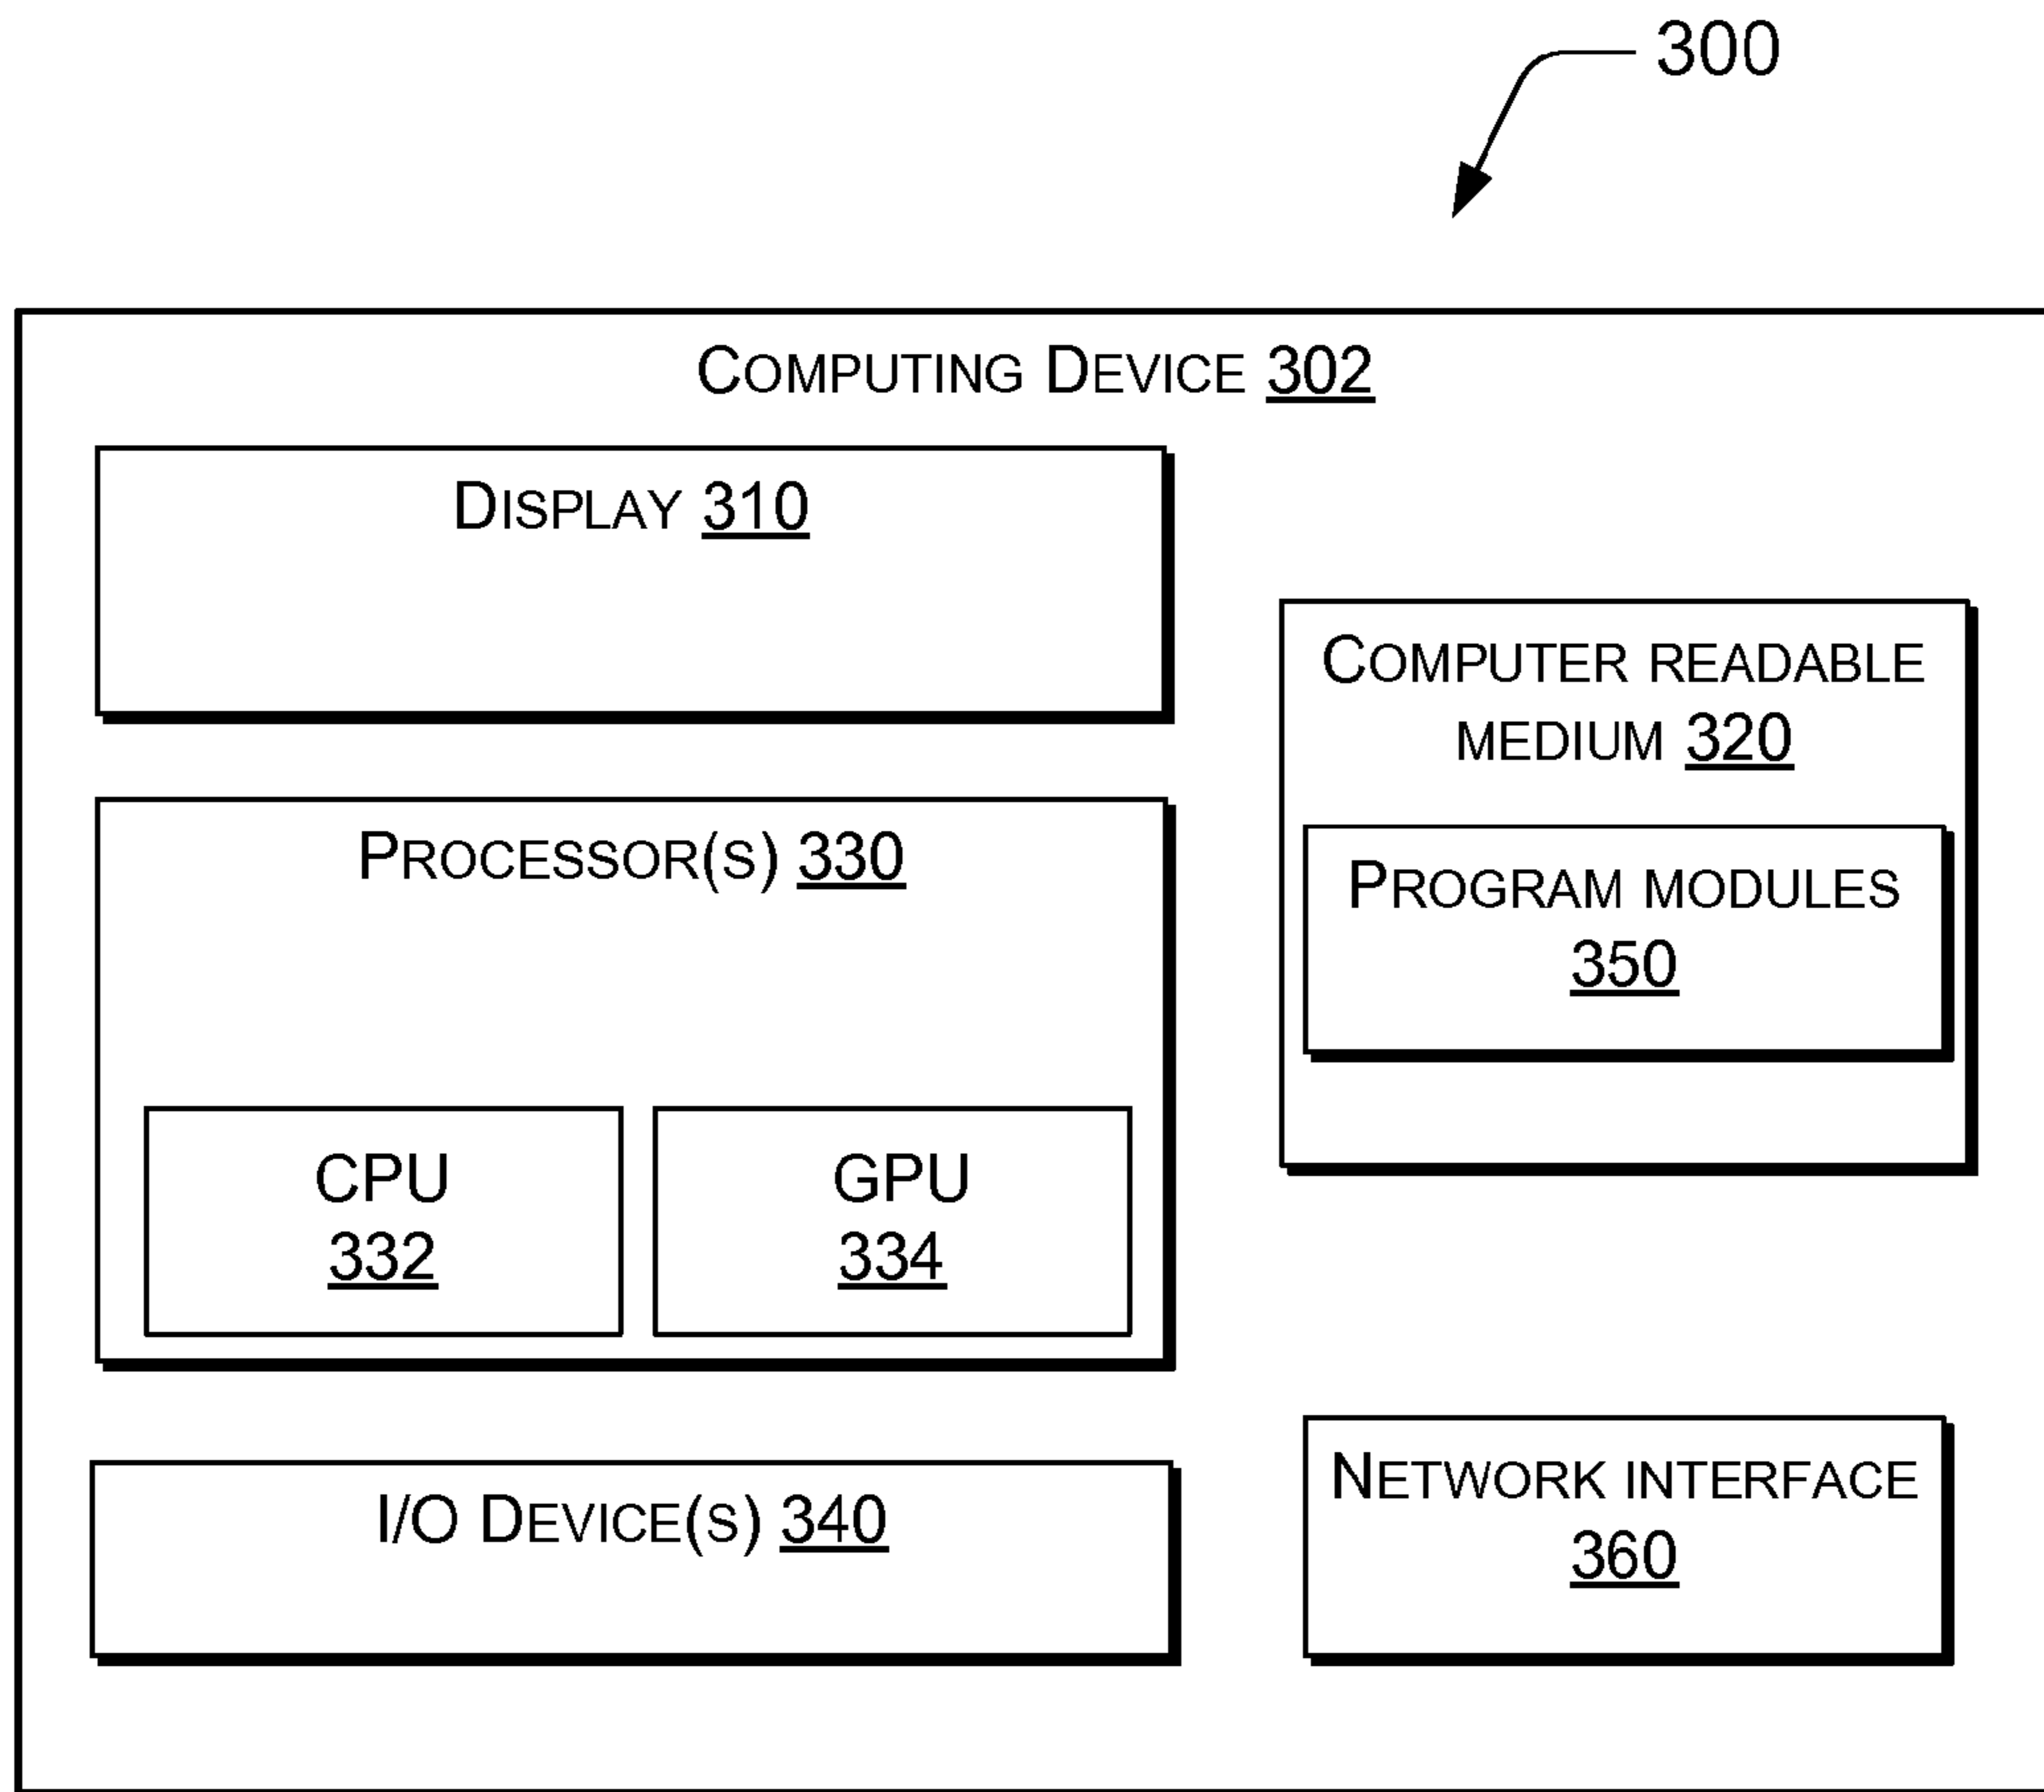 300
COMPUTING DEVICE 302
DISPLAY 310
COMPUTER READABLE
MEDIUM 320
PROGRAM MODULES
350
PROCESSOR(S) 330
CPU
332
GPU
334
I/O DEVICE(S) 340
NETWORK INTERFACE
360